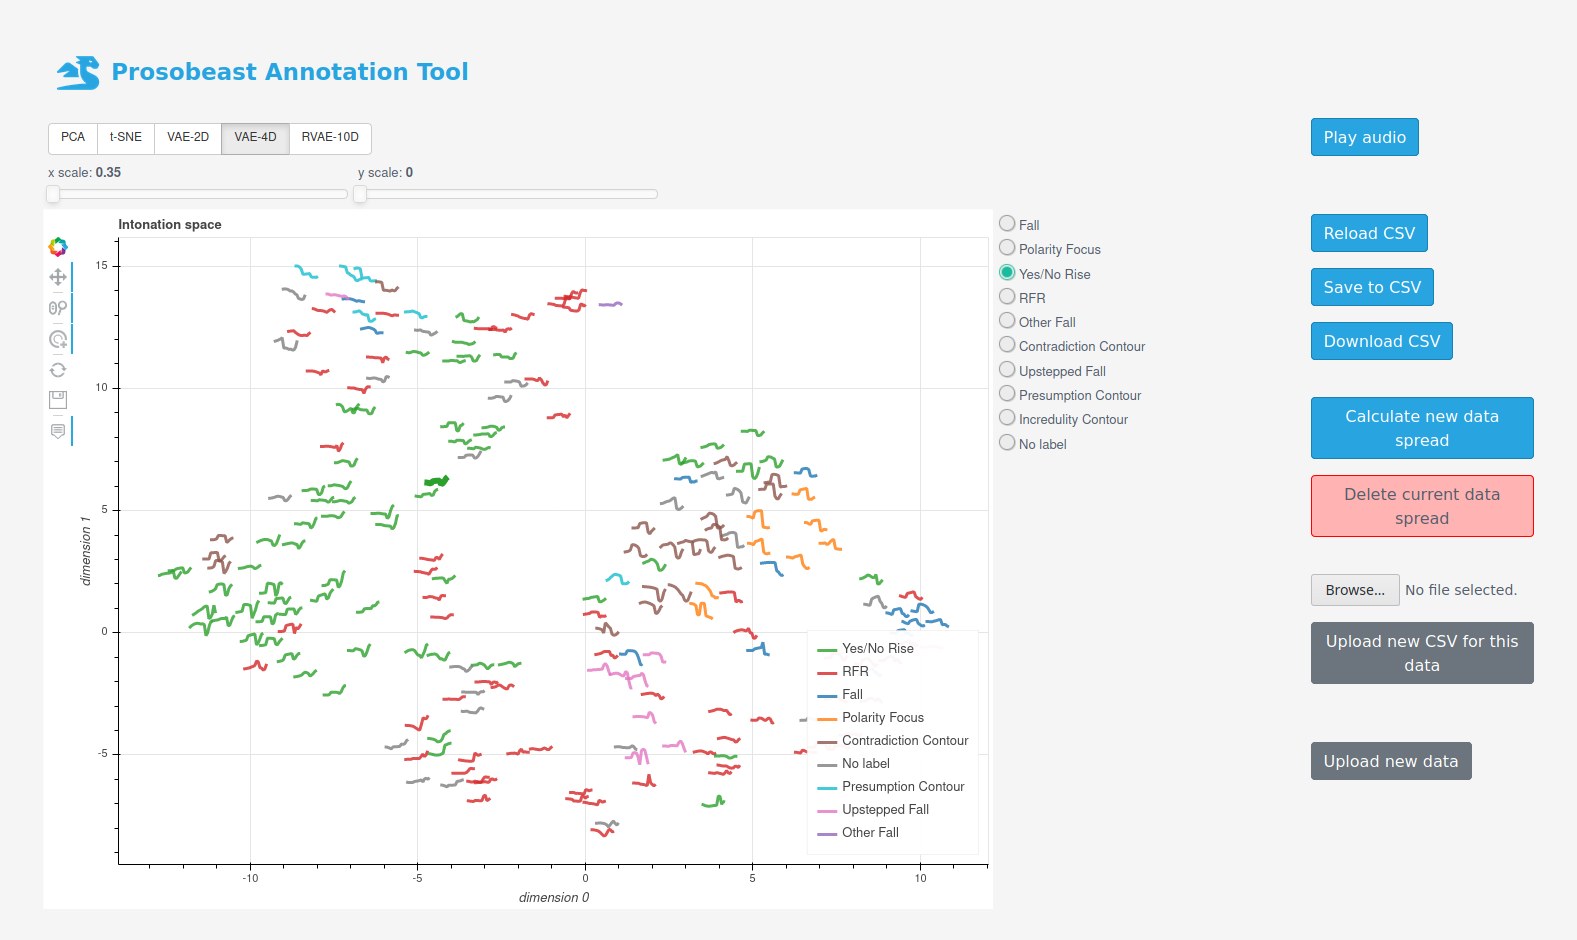 Prosobeast Annotation Tool
PCA t-SNE VAE-2D VAE-4D RVAE-10D
x scale: 0.35 y scale: 0
Intonation space
15
10
5
0
-5
dimension 1
-10 -5 0 5 10
dimension 0
Yes/No Rise
RFR
Fall
Polarity Focus
Contradiction Contour
No label
Presumption Contour
Upstepped Fall
Other Fall
Fall
Polarity Focus
Yes/No Rise
RFR
Other Fall
Contradiction Contour
Upstepped Fall
Presumption Contour
Incredulity Contour
No label
Play audio
Reload CSV
Save to CSV
Download CSV
Calculate new data
spread
Delete current data
spread
Browse... No file selected.
Upload new CSV for this
data
Upload new data